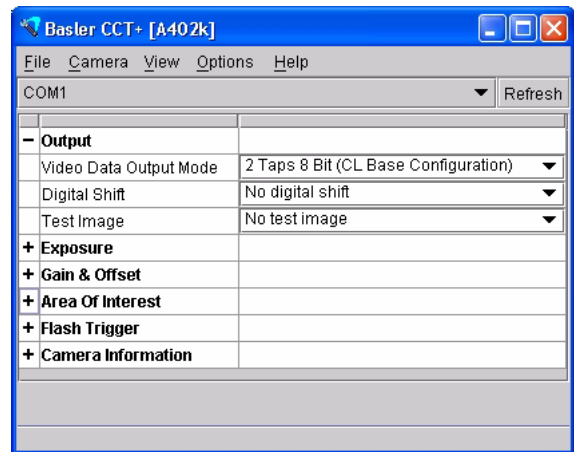 Basler CCT+ [A402k]
File Camera View Options Help
COM1 Refresh
− Output
Video Data Output Mode 2 Taps 8 Bit (CL Base Configuration)
Digital Shift No digital shift
Test Image No test image
+ Exposure
+ Gain & Offset
+ Area Of Interest
+ Flash Trigger
+ Camera Information